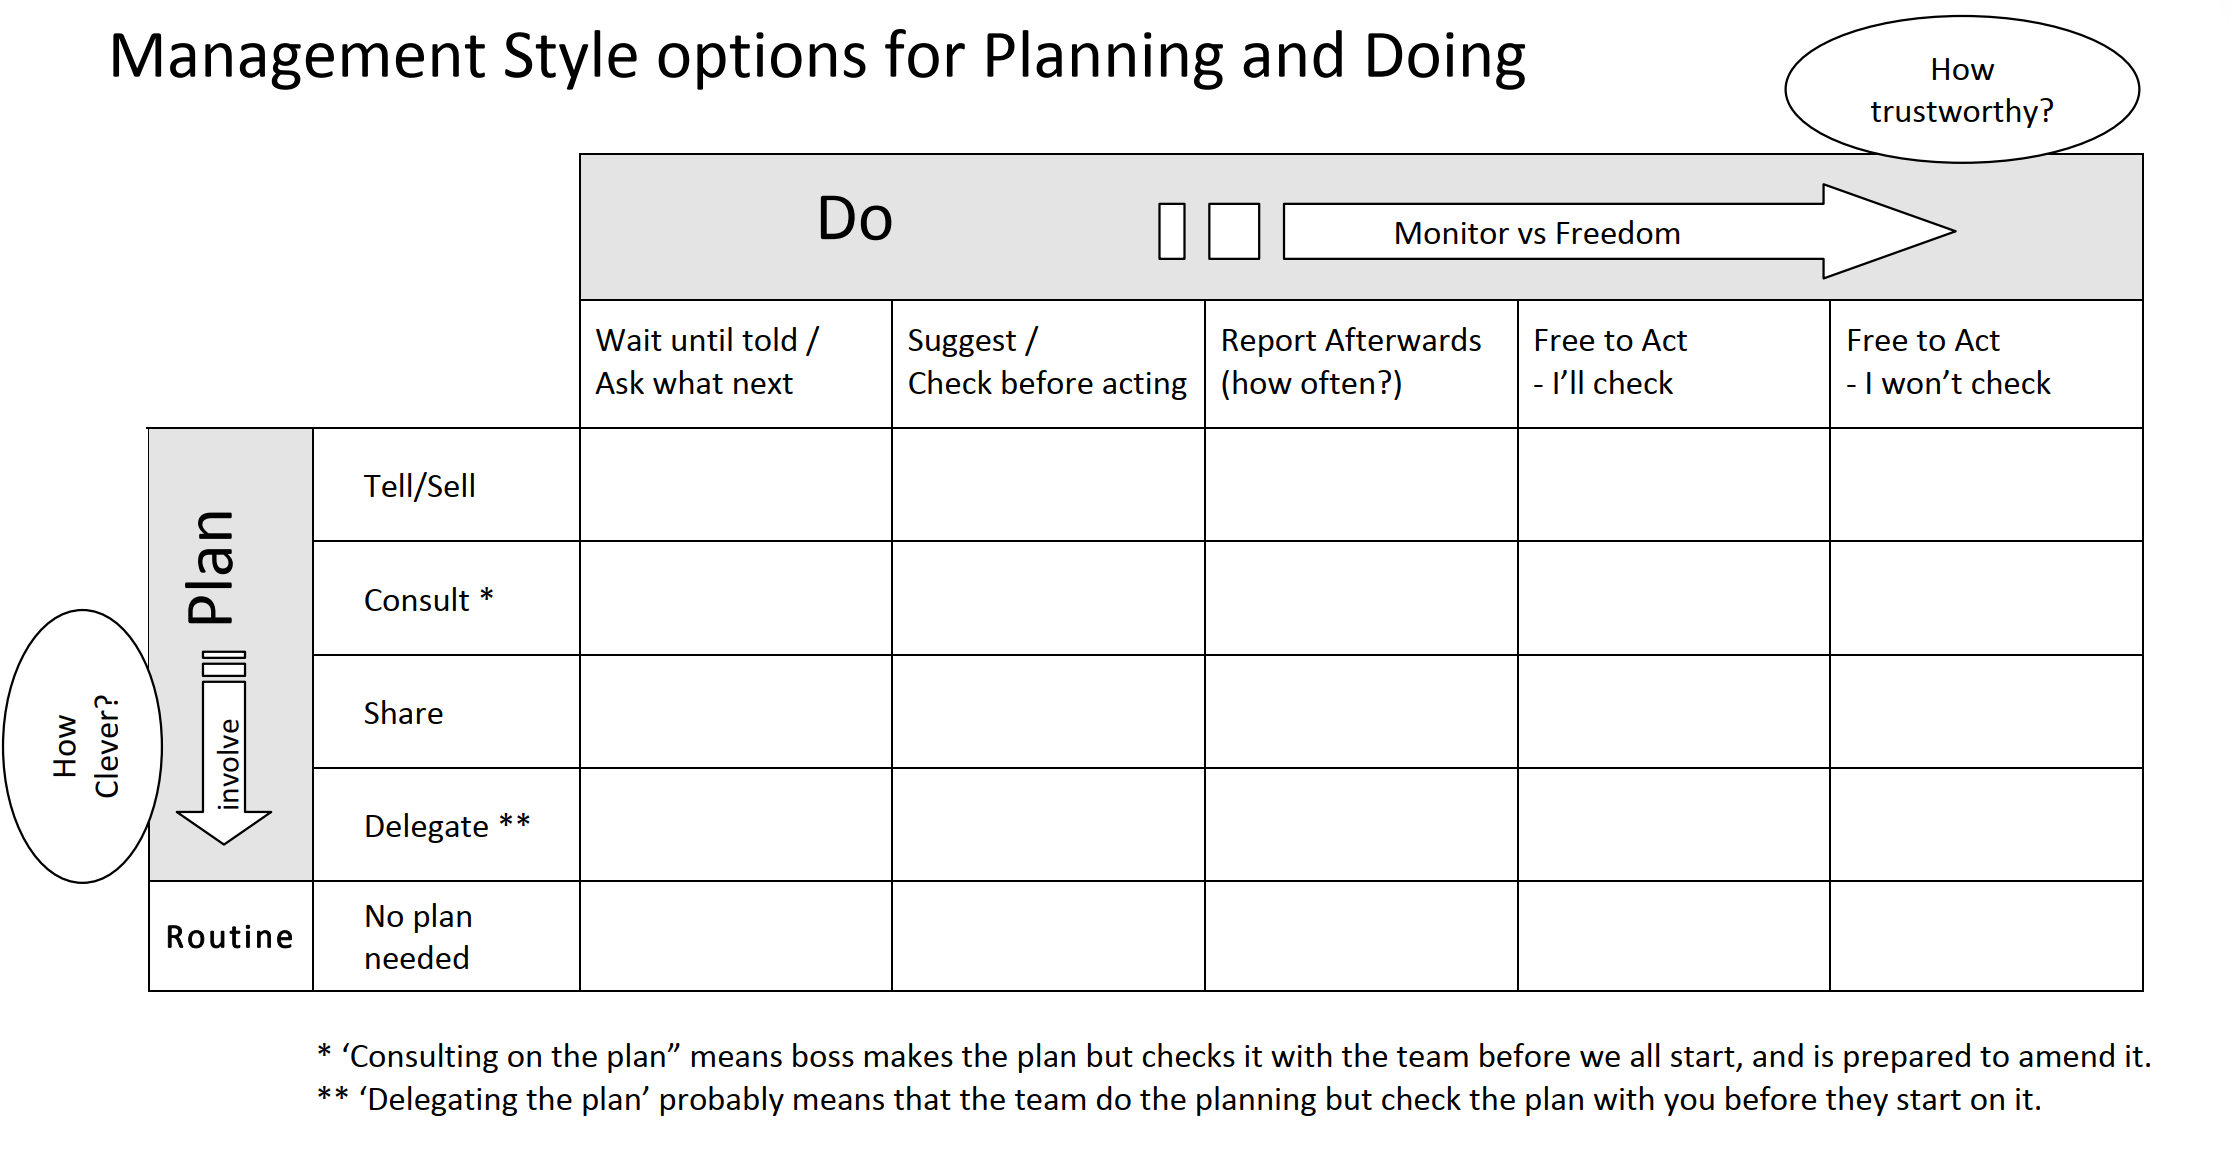 Management Style options for Planning and Doing
How
trustworthy?
Do
Monitor vs Freedom
Wait until told /
Ask what next
Suggest /
Check before acting
Report Afterwards
(how often?)
Free to Act
- I’ll check
Free to Act
- I won’t check
Plan
involve
How
Clever?
Tell/Sell
Consult *
Share
Delegate **
Routine
No plan
needed
* ‘Consulting on the plan” means boss makes the plan but checks it with the team before we all start, and is prepared to amend it.
** ‘Delegating the plan’ probably means that the team do the planning but check the plan with you before they start on it.